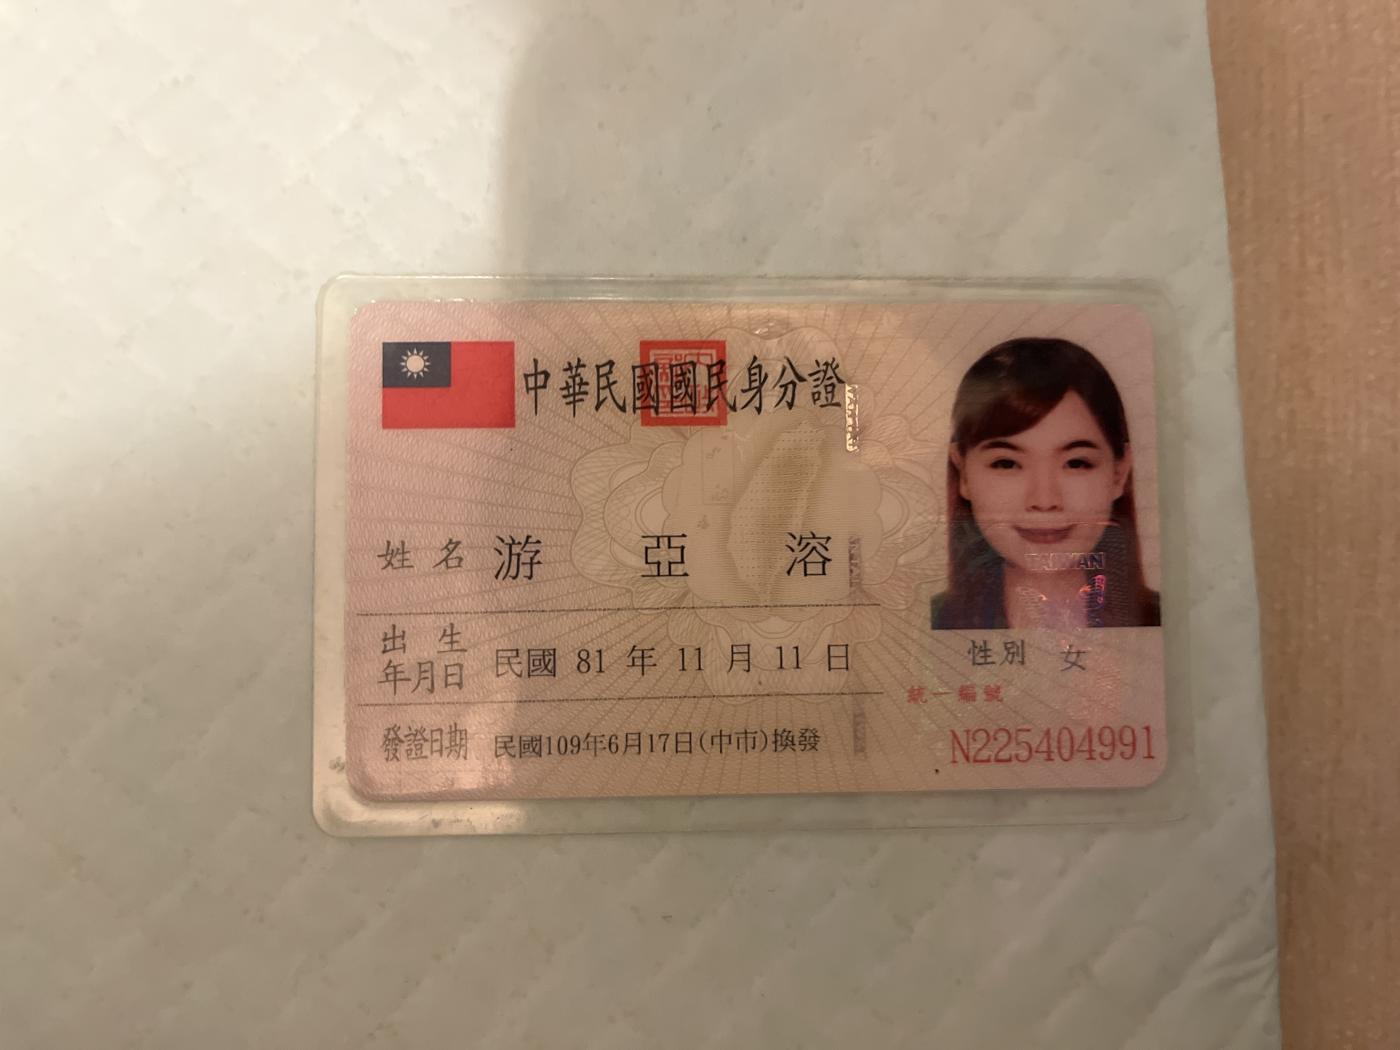 中華民國國民身分證
姓名 游亞溶
出生年月日 民國 81 年 11 月 11 日
發證日期 民國109年6月17日(中市)換發
TAIWAN
性別 女
統一編號
N225404991